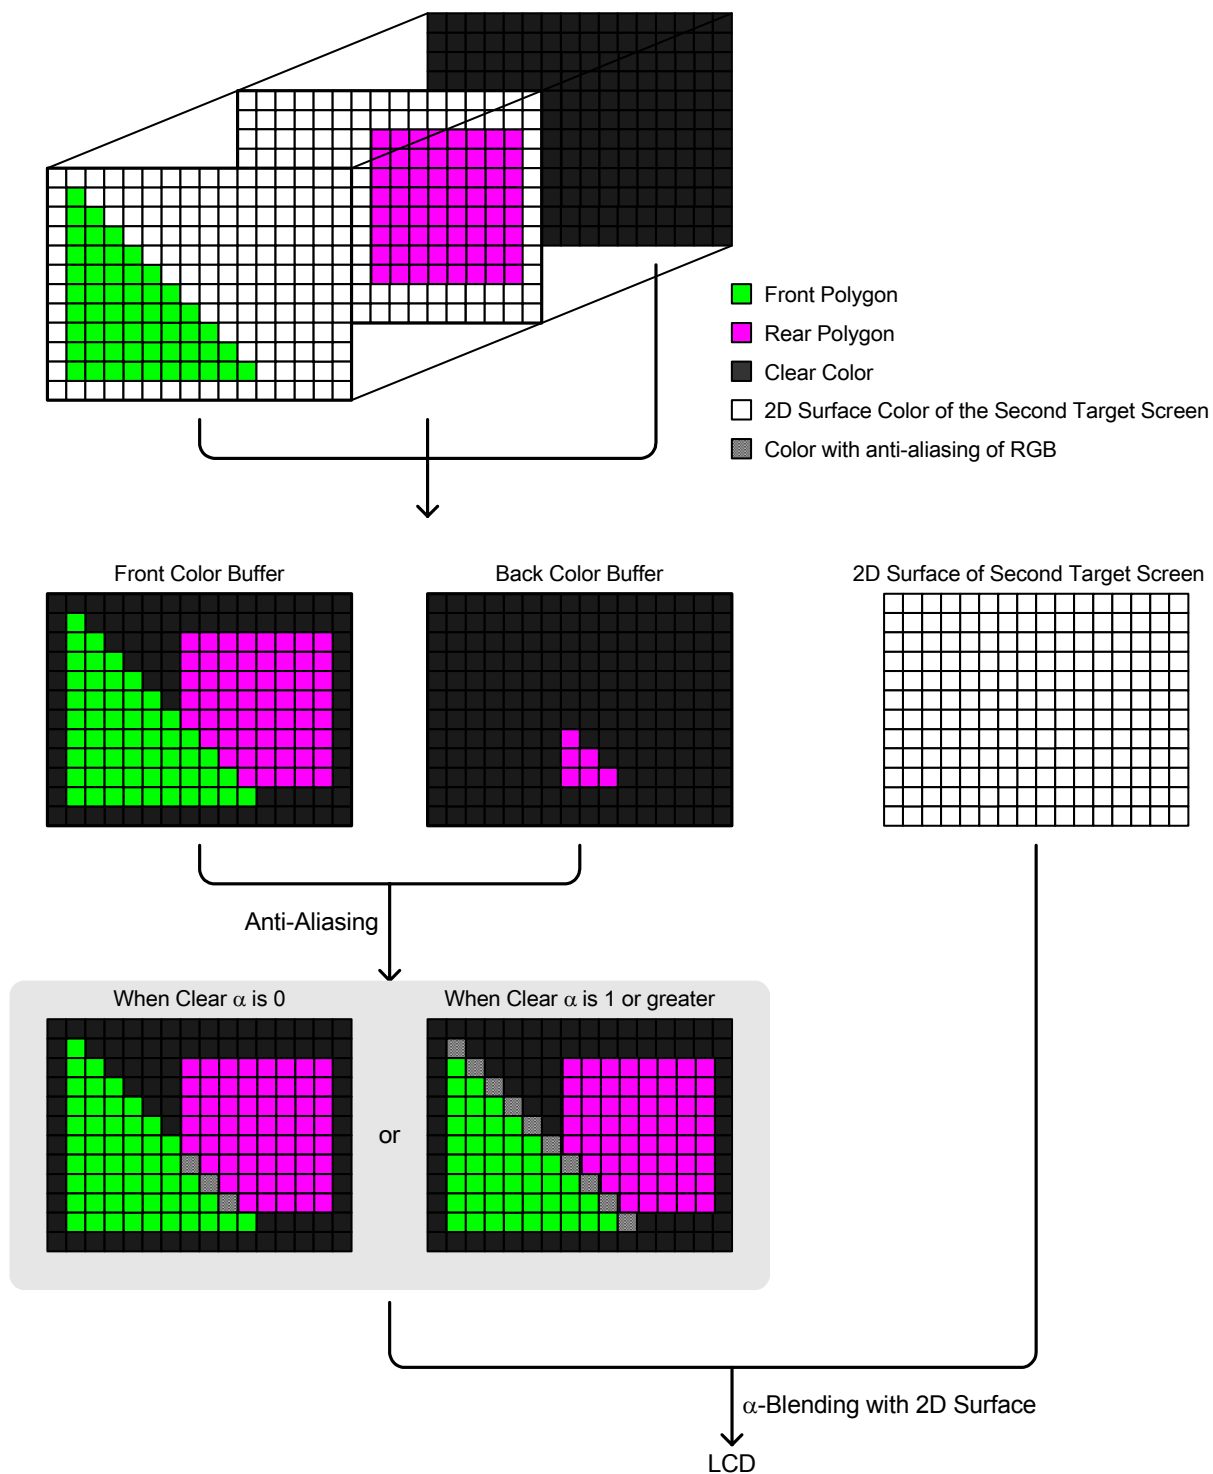 Front Polygon
Rear Polygon
Clear Color
2D Surface Color of the Second Target Screen
Color with anti-aliasing of RGB
Front Color Buffer
Back Color Buffer
2D Surface of Second Target Screen
Anti-Aliasing
When Clear α is 0
When Clear α is 1 or greater
or
α-Blending with 2D Surface
LCD